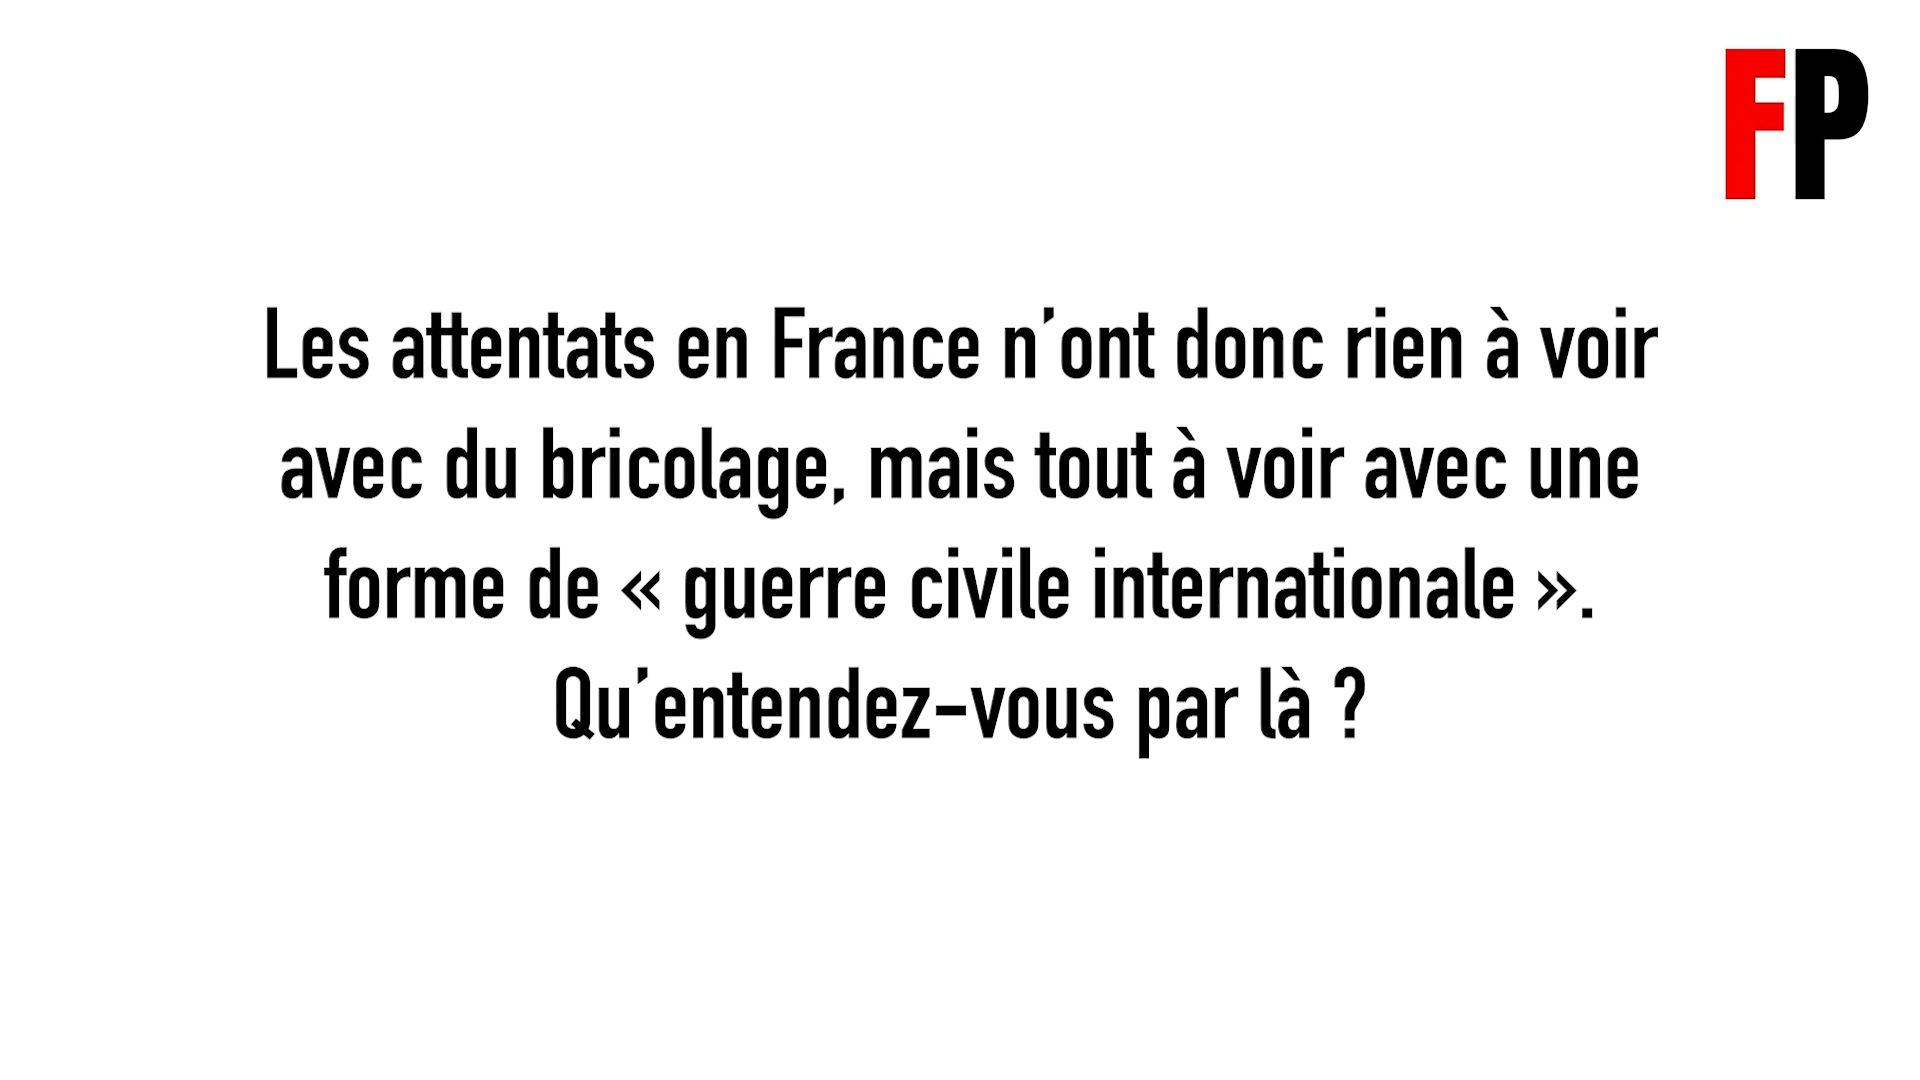 FP
Les attentats en France n’ont donc rien à voir
avec du bricolage, mais tout à voir avec une
forme de « guerre civile internationale ».
Qu’entendez-vous par là ?